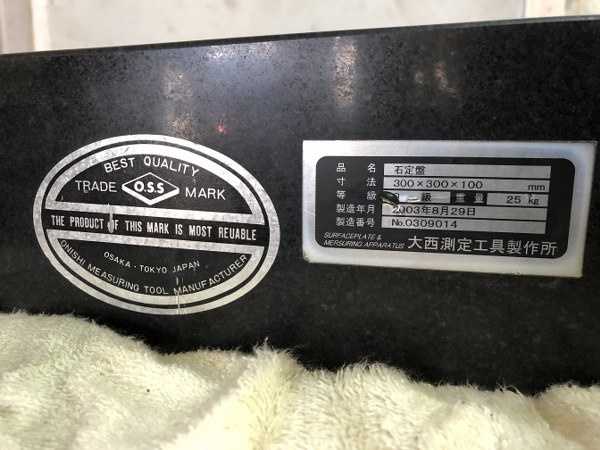 BEST QUALITY
TRADE O.S.S MARK
THE PRODUCT OF THIS MARK IS MOST REUABLE
OSAKA - TOKYO JAPAN
ONISHI MEASURING TOOL MANUFACTURER
品名 石定盤
寸法 300×300×100 mm
等級 級 重量 25 kg
製造年月 2003年8月29日
製造番号 No.0309014
SURFACEPLATE &
MERSURING APPARATUS 大西測定工具製作所